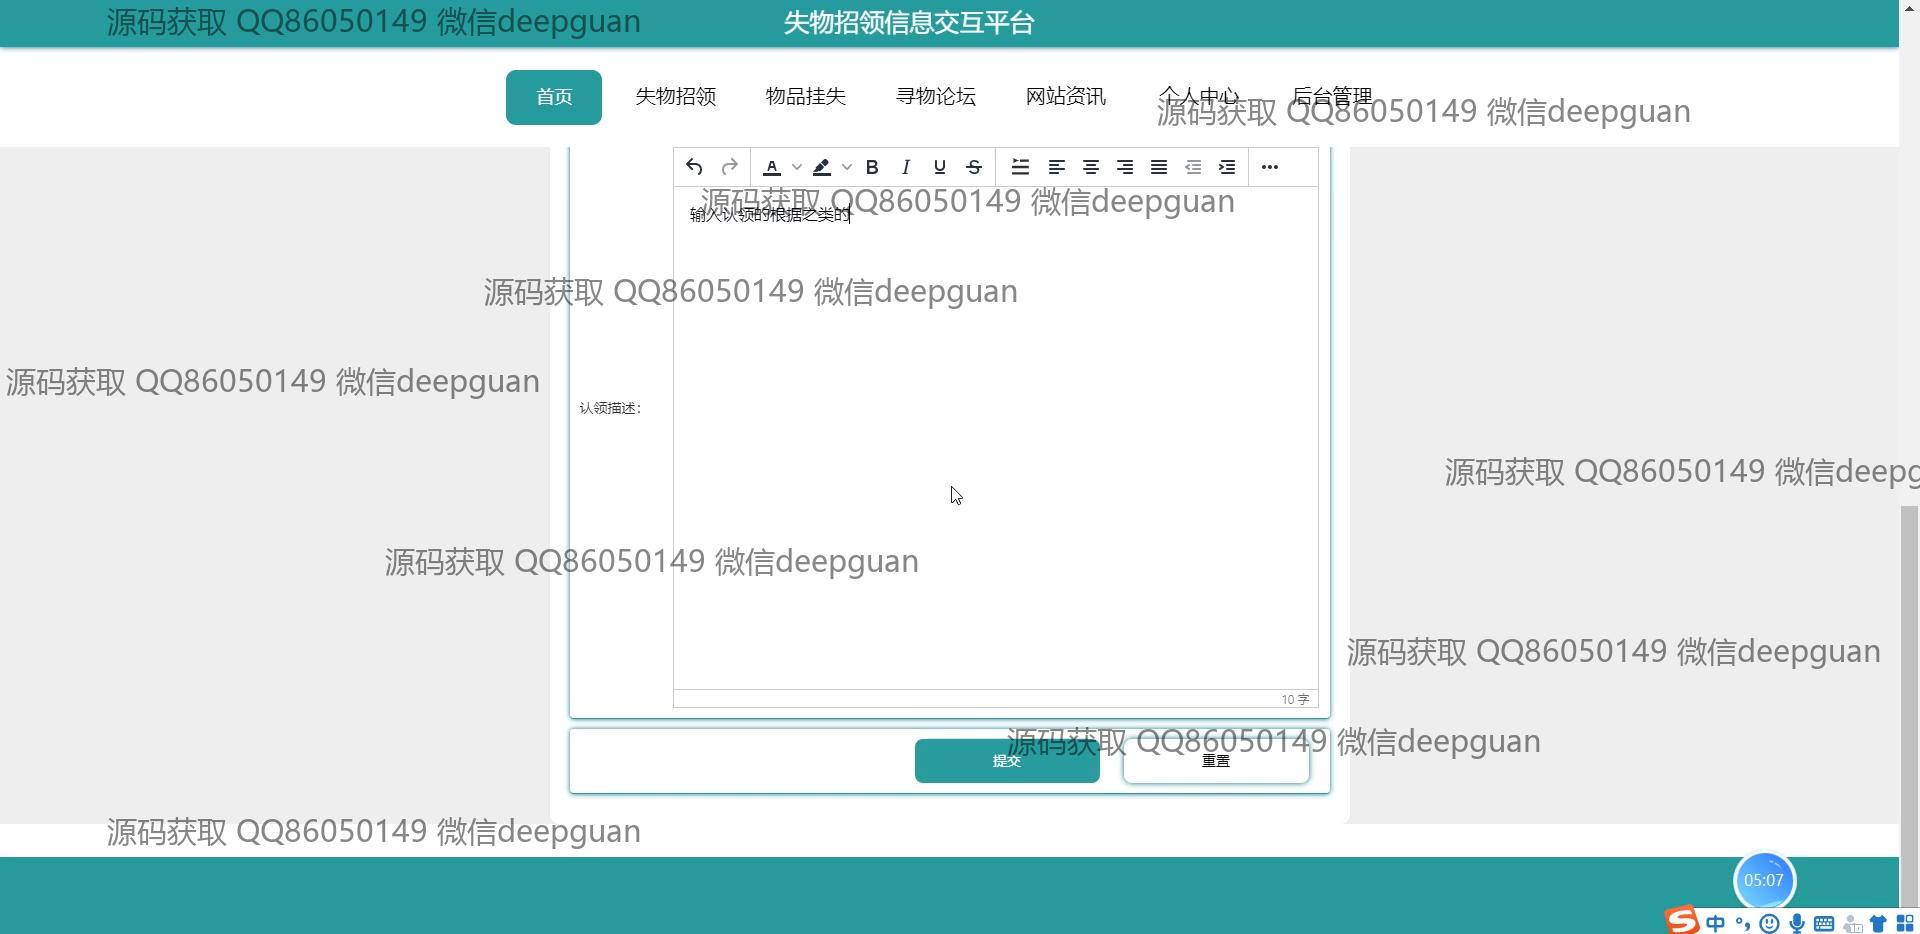 源码获取 QQ86050149 微信deepguan
失物招领信息交互平台
首页 失物招领 物品挂失 寻物论坛 网站资讯 个人中心 后台管理
源码获取 QQ86050149 微信deepguan
A B I U S
源码获取 QQ86050149 微信deepguan
输入认领的根据之类的
源码获取 QQ86050149 微信deepguan
源码获取 QQ86050149 微信deepguan
认领描述：
源码获取 QQ86050149 微信deepg
源码获取 QQ86050149 微信deepguan
源码获取 QQ86050149 微信deepguan
10 字
源码获取 QQ86050149 微信deepguan
提交 重置
源码获取 QQ86050149 微信deepguan
05:07
S 中